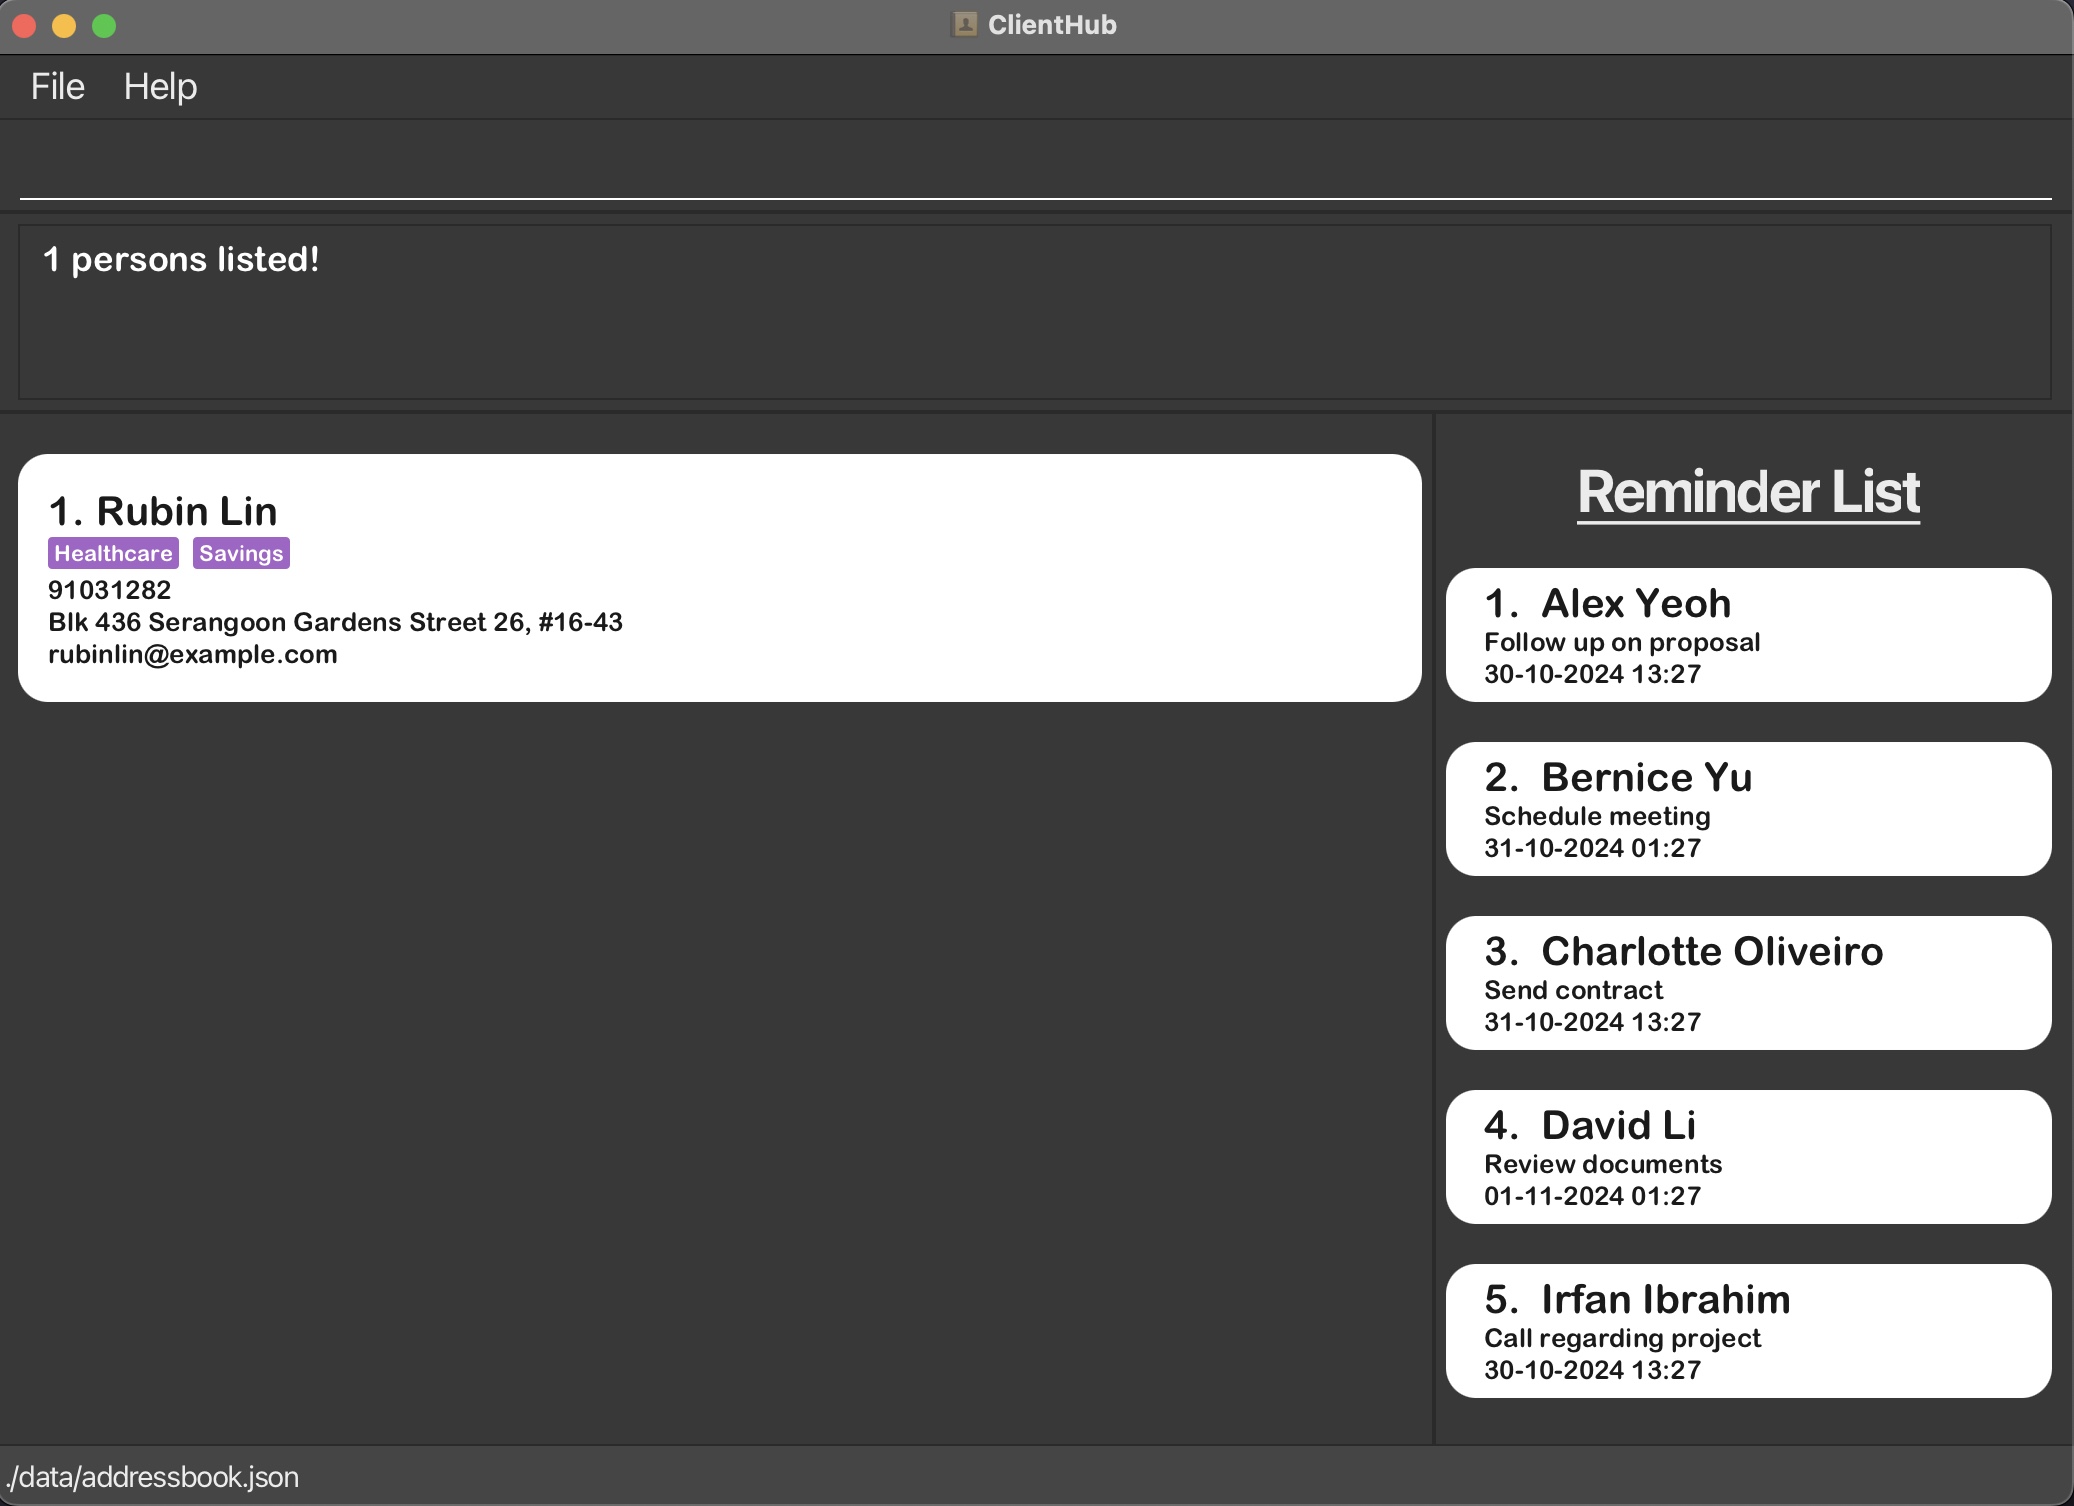 ClientHub
File Help
1 persons listed!
1. Rubin Lin
Healthcare Savings
91031282
Blk 436 Serangoon Gardens Street 26, #16-43
rubinlin@example.com
Reminder List
1. Alex Yeoh
Follow up on proposal
30-10-2024 13:27
2. Bernice Yu
Schedule meeting
31-10-2024 01:27
3. Charlotte Oliveiro
Send contract
31-10-2024 13:27
4. David Li
Review documents
01-11-2024 01:27
5. Irfan Ibrahim
Call regarding project
30-10-2024 13:27
./data/addressbook.json